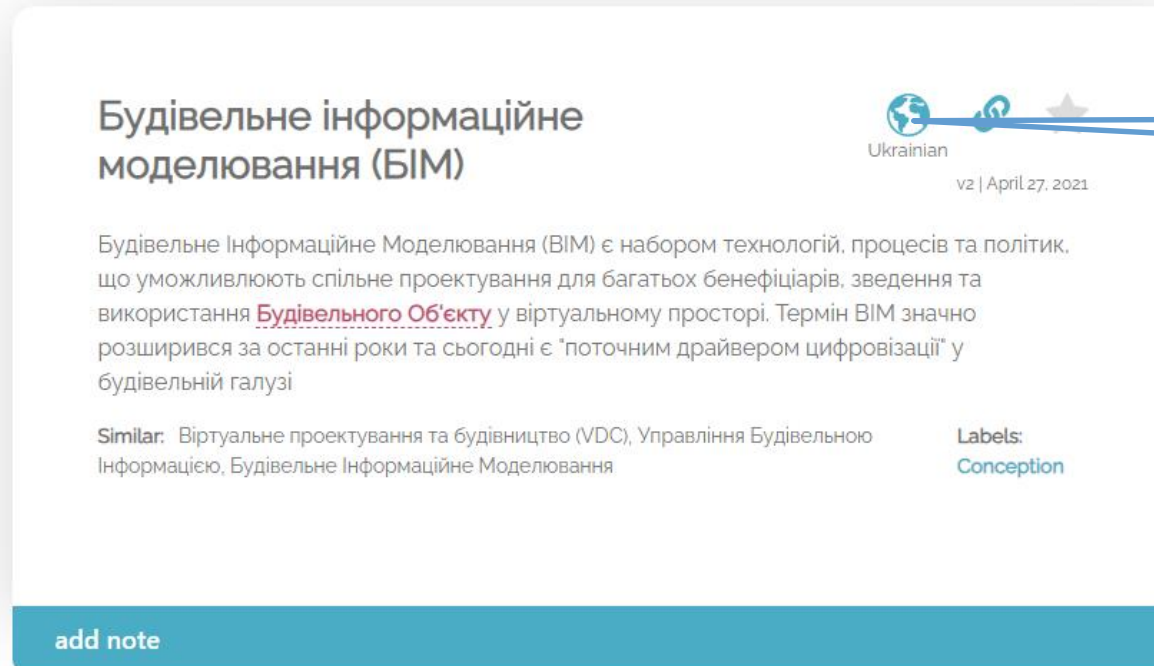 Будівельне інформаційне
моделювання (БІМ)
Ukrainian
v2 | April 27, 2021
Будівельне Інформаційне Моделювання (BIM) є набором технологій, процесів та політик,
що уможливлюють спільне проектування для багатьох бенефіціарів, зведення та
використання Будівельного Об'єкту у віртуальному просторі. Термін BIM значно
розширився за останні роки та сьогодні є "поточним драйвером цифровізації" у
будівельній галузі
Similar: Віртуальне проектування та будівництво (VDC), Управління Будівельною
Інформацією, Будівельне Інформаційне Моделювання
Labels:
Conception
add note